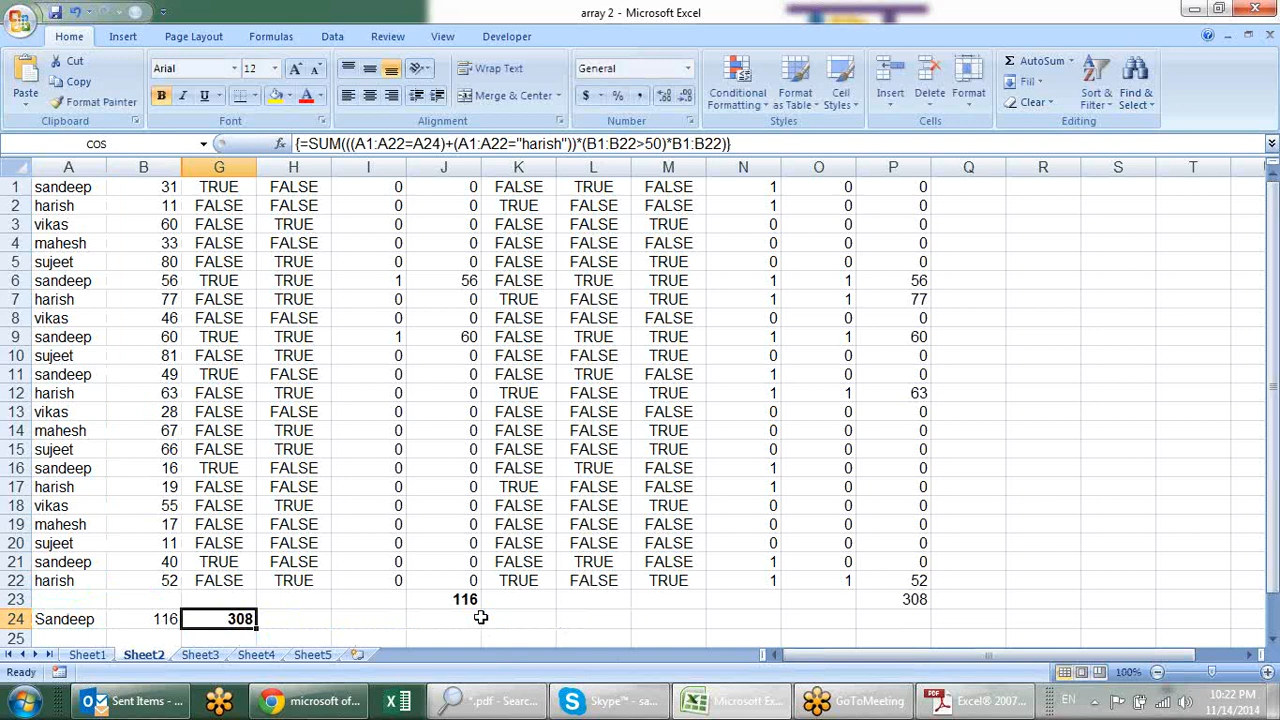 array 2 - Microsoft Excel
Home Insert Page Layout Formulas Data Review View Developer
Paste Cut Copy Format Painter
Arial 12
B I U A
Wrap Text
Merge & Center
General
$ % ,
Conditional Formatting Format as Table Cell Styles
Insert Delete Format
Σ AutoSum Fill Clear
Sort & Filter Find & Select
Clipboard Font Alignment Number Styles Cells Editing
COS fx {=SUM(((A1:A22=A24)+(A1:A22="harish"))*(B1:B22>50)*B1:B22)}
A B G H I J K L M N O P Q R S T
1 sandeep 31 TRUE FALSE 0 0 FALSE TRUE FALSE 1 0 0
2 harish 11 FALSE FALSE 0 0 TRUE FALSE FALSE 1 0 0
3 vikas 60 FALSE TRUE 0 0 FALSE FALSE TRUE 0 0 0
4 mahesh 33 FALSE FALSE 0 0 FALSE FALSE FALSE 0 0 0
5 sujeet 80 FALSE TRUE 0 0 FALSE FALSE TRUE 0 0 0
6 sandeep 56 TRUE TRUE 1 56 FALSE TRUE TRUE 1 1 56
7 harish 77 FALSE TRUE 0 0 TRUE FALSE TRUE 1 1 77
8 vikas 46 FALSE FALSE 0 0 FALSE FALSE FALSE 0 0 0
9 sandeep 60 TRUE TRUE 1 60 FALSE TRUE TRUE 1 1 60
10 sujeet 81 FALSE TRUE 0 0 FALSE FALSE TRUE 0 0 0
11 sandeep 49 TRUE FALSE 0 0 FALSE TRUE FALSE 1 0 0
12 harish 63 FALSE TRUE 0 0 TRUE FALSE TRUE 1 1 63
13 vikas 28 FALSE FALSE 0 0 FALSE FALSE FALSE 0 0 0
14 mahesh 67 FALSE TRUE 0 0 FALSE FALSE TRUE 0 0 0
15 sujeet 66 FALSE TRUE 0 0 FALSE FALSE TRUE 0 0 0
16 sandeep 16 TRUE FALSE 0 0 FALSE TRUE FALSE 1 0 0
17 harish 19 FALSE FALSE 0 0 TRUE FALSE FALSE 1 0 0
18 vikas 55 FALSE TRUE 0 0 FALSE FALSE TRUE 0 0 0
19 mahesh 17 FALSE FALSE 0 0 FALSE FALSE FALSE 0 0 0
20 sujeet 11 FALSE FALSE 0 0 FALSE FALSE FALSE 0 0 0
21 sandeep 40 TRUE FALSE 0 0 FALSE TRUE FALSE 1 0 0
22 harish 52 FALSE TRUE 0 0 TRUE FALSE TRUE 1 1 52
23 116 308
24 Sandeep 116 308
25
Sheet1 Sheet2 Sheet3 Sheet4 Sheet5
Ready 100%
Sent Items - ... microsoft of... *.pdf - Searc... Skype™ - sa... Microsoft Ex... GoToMeeting Excel® 2007... EN 10:22 PM
11/14/2014